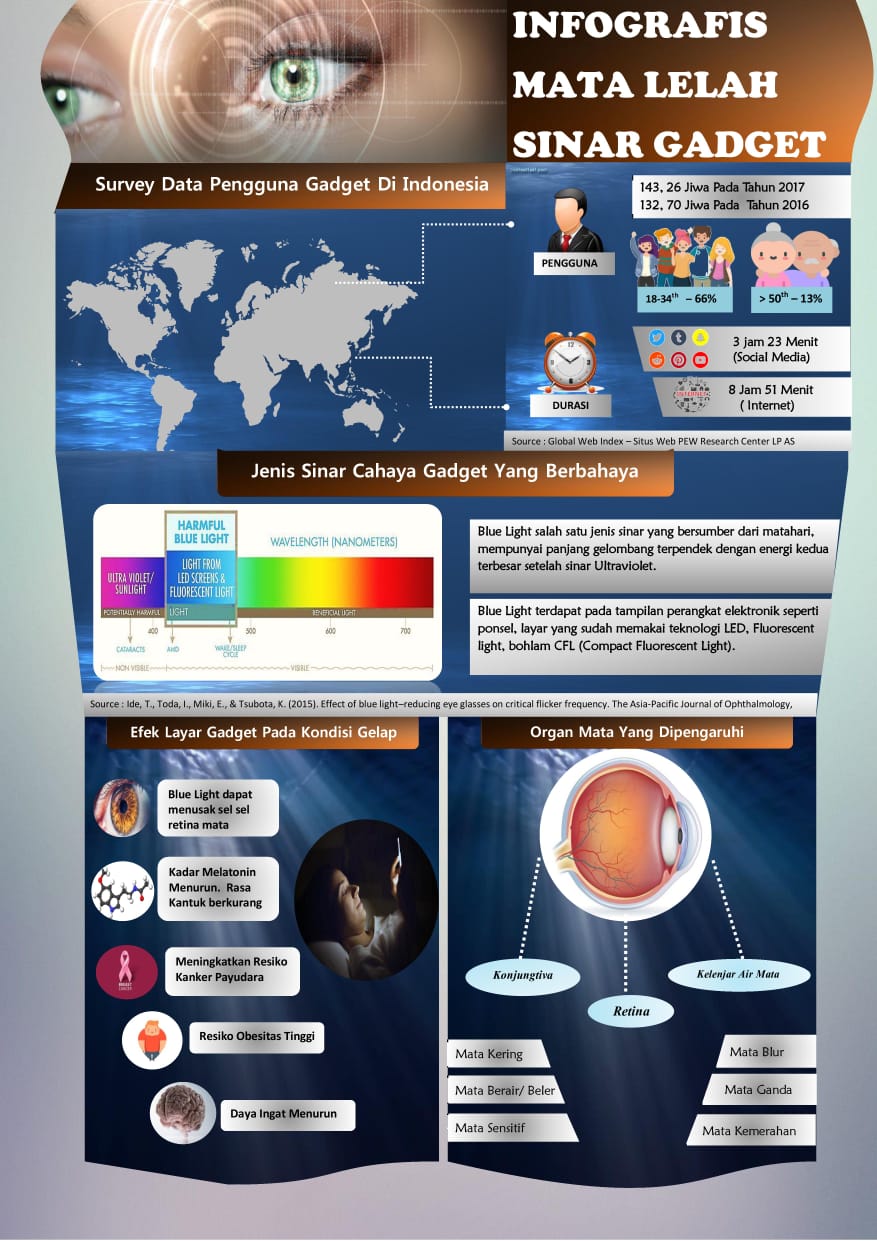 INFOGRAFIS
MATA LELAH
SINAR GADGET
Survey Data Pengguna Gadget Di Indonesia
143, 26 Jiwa Pada Tahun 2017
132, 70 Jiwa Pada Tahun 2016
PENGGUNA
18-34th – 66%
> 50th – 13%
3 jam 23 Menit
(Social Media)
8 Jam 51 Menit
( Internet)
INTERNET
DURASI
Source : Global Web Index – Situs Web PEW Research Center LP AS
Jenis Sinar Cahaya Gadget Yang Berbahaya
HARMFUL
BLUE LIGHT
WAVELENGTH (NANOMETERS)
ULTRA VIOLET/
SUNLIGHT
LIGHT FROM
LED SCREENS &
FLUORESCENT LIGHT
POTENTIALLY HARMFUL
LIGHT
BENEFICIAL LIGHT
400
500
600
700
CATARACTS
AMD
WAKE/SLEEP
CYCLE
NON VISIBLE
VISIBLE
Blue Light salah satu jenis sinar yang bersumber dari matahari,
mempunyai panjang gelombang terpendek dengan energi kedua
terbesar setelah sinar Ultraviolet.
Blue Light terdapat pada tampilan perangkat elektronik seperti
ponsel, layar yang sudah memakai teknologi LED, Fluorescent
light, bohlam CFL (Compact Fluorescent Light).
Source : Ide, T., Toda, I., Miki, E., & Tsubota, K. (2015). Effect of blue light–reducing eye glasses on critical flicker frequency. The Asia-Pacific Journal of Ophthalmology,
Efek Layar Gadget Pada Kondisi Gelap
Blue Light dapat
menusak sel sel
retina mata
Kadar Melatonin
Menurun. Rasa
Kantuk berkurang
BREAST
CANCER
Meningkatkan Resiko
Kanker Payudara
Resiko Obesitas Tinggi
Daya Ingat Menurun
Organ Mata Yang Dipengaruhi
Konjungtiva
Retina
Kelenjar Air Mata
Mata Kering
Mata Berair/ Beler
Mata Sensitif
Mata Blur
Mata Ganda
Mata Kemerahan